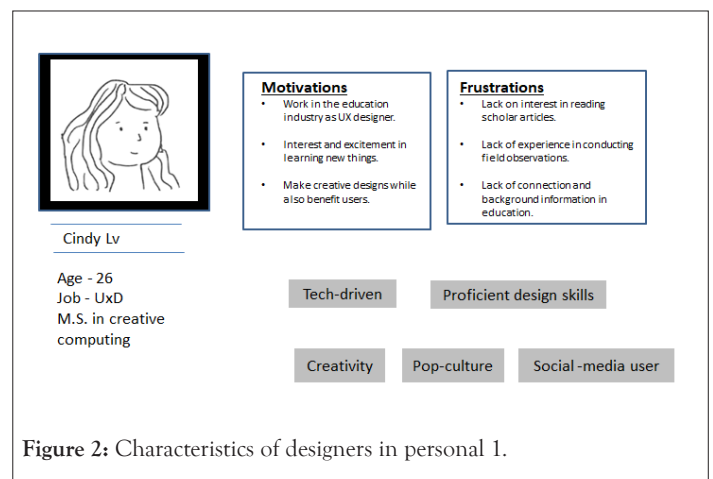 Motivations
• Work in the education
industry as UX designer.
• Interest and excitement in
learning new things.
• Make creative designs while
also benefit users.
Frustrations
• Lack on interest in reading
scholar articles.
• Lack of experience in conducting
field observations.
• Lack of connection and
background information in
education.
Cindy Lv
Age - 26
Job - UxD
M.S. in creative
computing
Tech-driven
Proficient design skills
Creativity
Pop-culture
Social -media user
Figure 2: Characteristics of designers in personal 1.